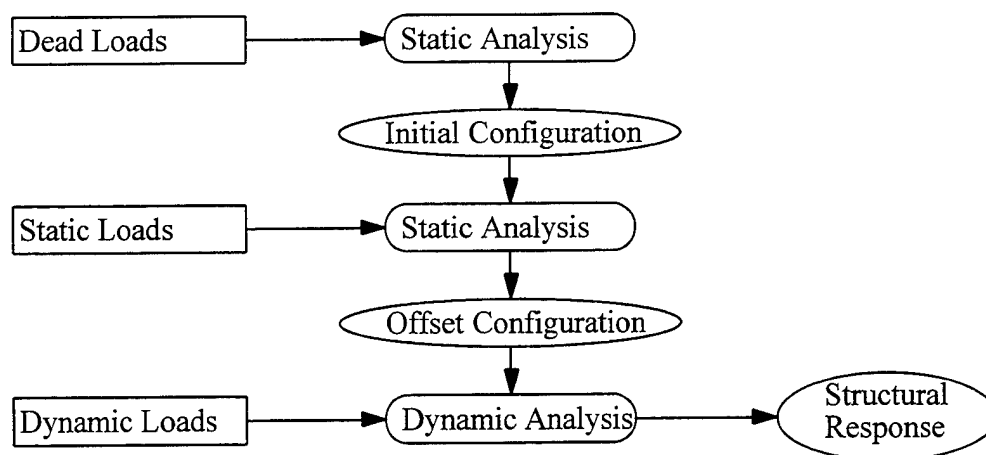 Dead Loads
Static Analysis
Initial Configuration
Static Loads
Static Analysis
Offset Configuration
Dynamic Loads
Dynamic Analysis
Structural
Response